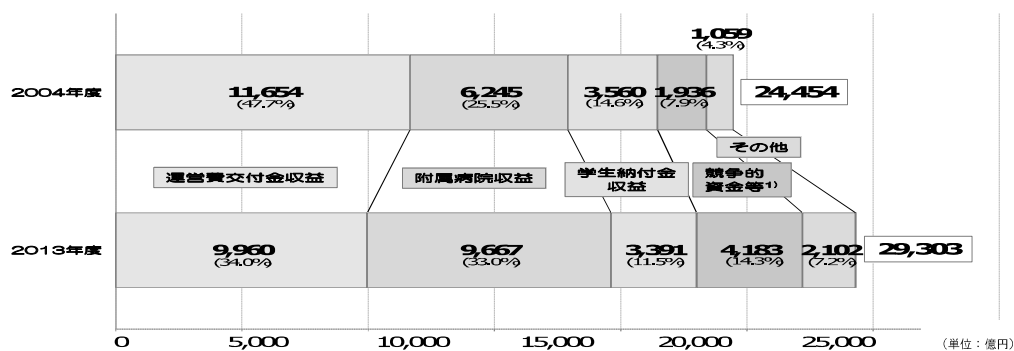 1,059
(4.3%)
2004年度
11,654
(47.7%)
6,245
(25.5%)
3,560
(14.6%)
1,936
(7.9%)
24,454
その他
運営費交付金収益
附属病院収益
学生納付金
収益
競争的
資金等1)
2013年度
9,960
(34.0%)
9,667
(33.0%)
3,391
(11.5%)
4,183
(14.3%)
2,102
(7.2%)
29,303
0 5,000 10,000 15,000 20,000 25,000
(単位:億円)